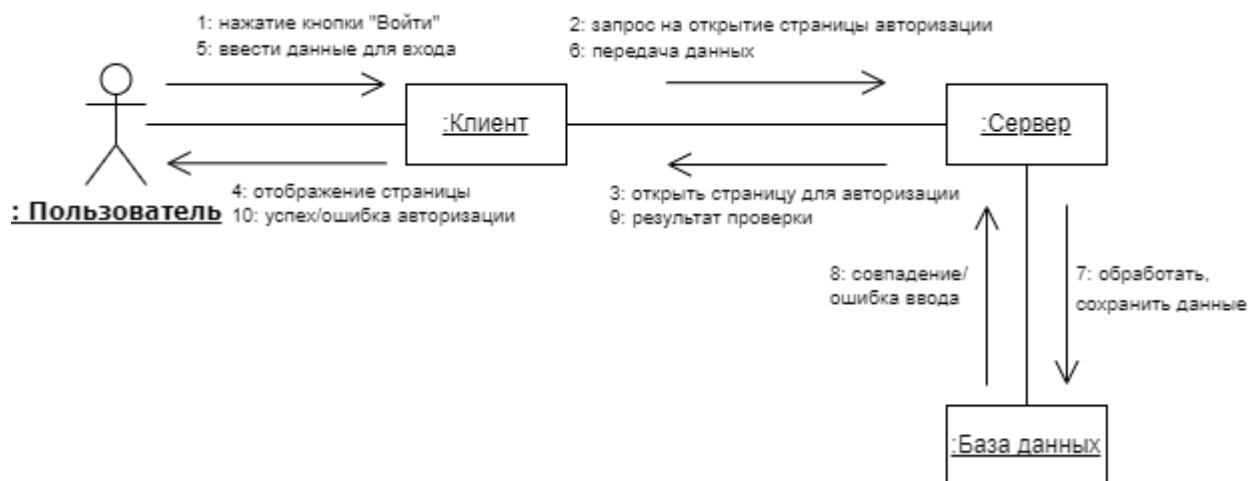 1: нажатие кнопки "Войти"
5: ввести данные для входа
2: запрос на открытие страницы авторизации
6: передача данных
:Клиент
:Сервер
4: отображение страницы
10: успех/ошибка авторизации
3: открыть страницу для авторизации
9: результат проверки
: Пользователь
8: совпадение/
ошибка ввода
7: обработать,
сохранить данные
:База данных